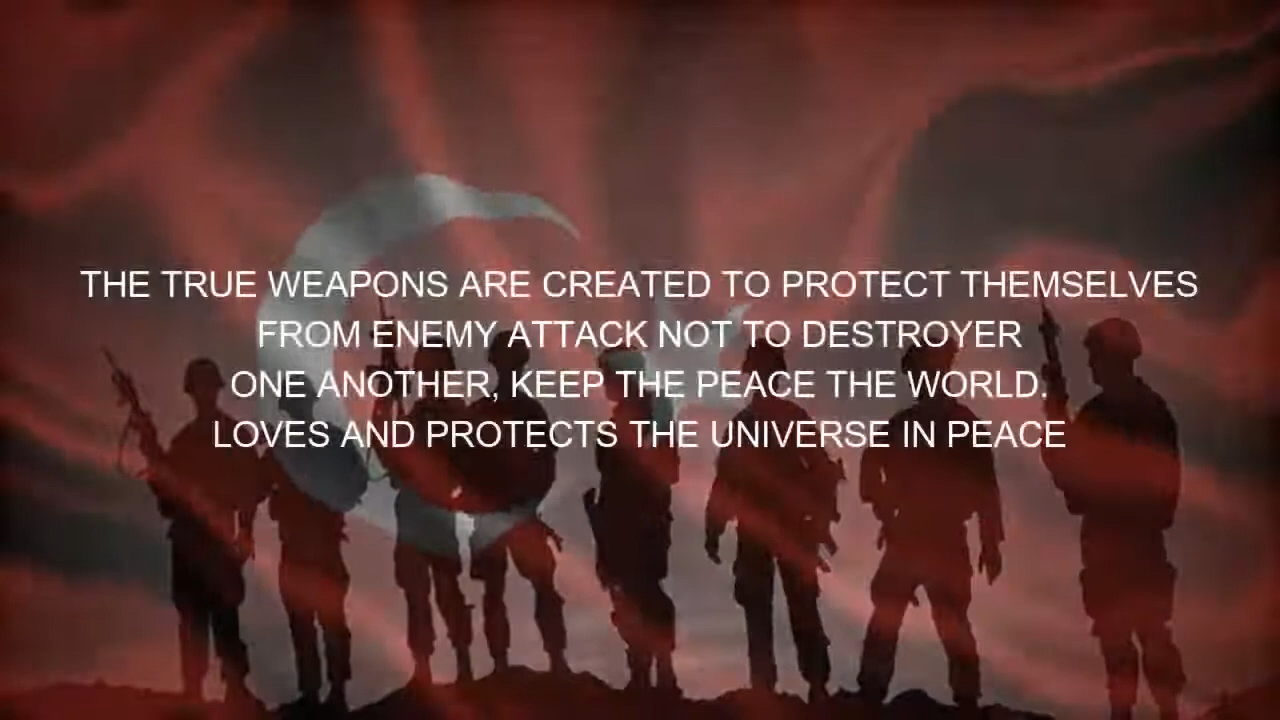 THE TRUE WEAPONS ARE CREATED TO PROTECT THEMSELVES
FROM ENEMY ATTACK NOT TO DESTROYER
ONE ANOTHER, KEEP THE PEACE THE WORLD.
LOVES AND PROTECTS THE UNIVERSE IN PEACE